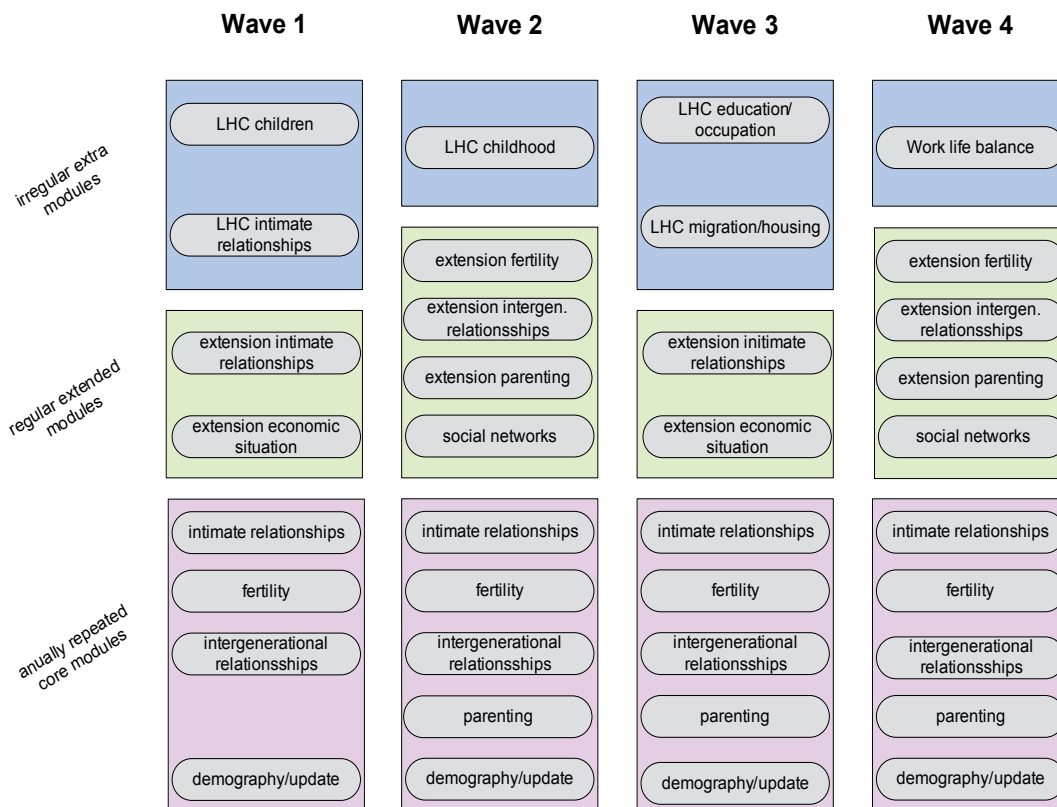 Wave 1
Wave 2
Wave 3
Wave 4
irregular extra
modules
LHC children
LHC intimate
relationships
LHC childhood
LHC education/
occupation
LHC migration/housing
Work life balance
regular extended
modules
extension intimate
relationships
extension economic
situation
extension fertility
extension intergen.
relationsships
extension parenting
social networks
extension initimate
relationships
extension economic
situation
extension fertility
extension intergen.
relationsships
extension parenting
social networks
anually repeated
core modules
intimate relationships
fertility
intergenerational
relationsships
demography/update
intimate relationships
fertility
intergenerational
relationsships
parenting
demography/update
intimate relationships
fertility
intergenerational
relationsships
parenting
demography/update
intimate relationships
fertility
intergenerational
relationsships
parenting
demography/update